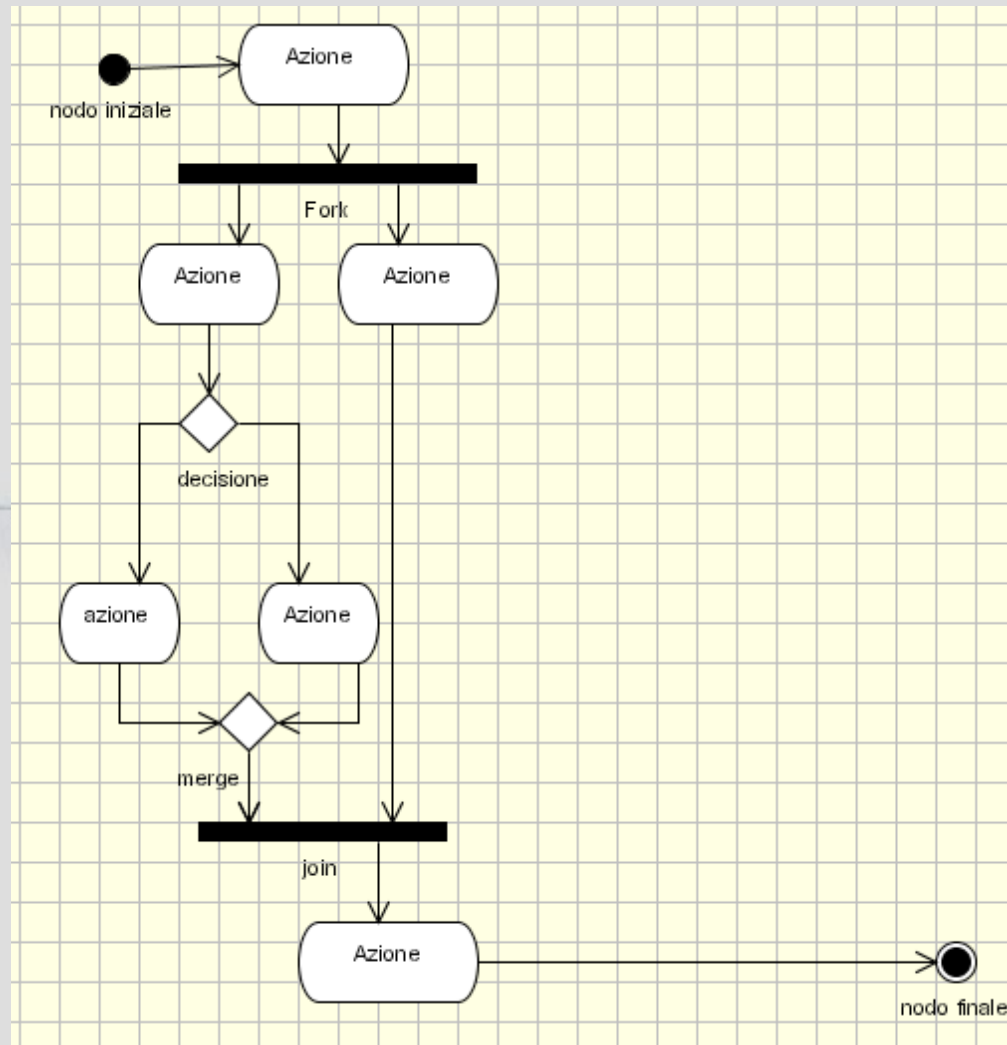 Azione
nodo iniziale
Fork
Azione
Azione
decisione
azione
Azione
merge
join
Azione
nodo finale